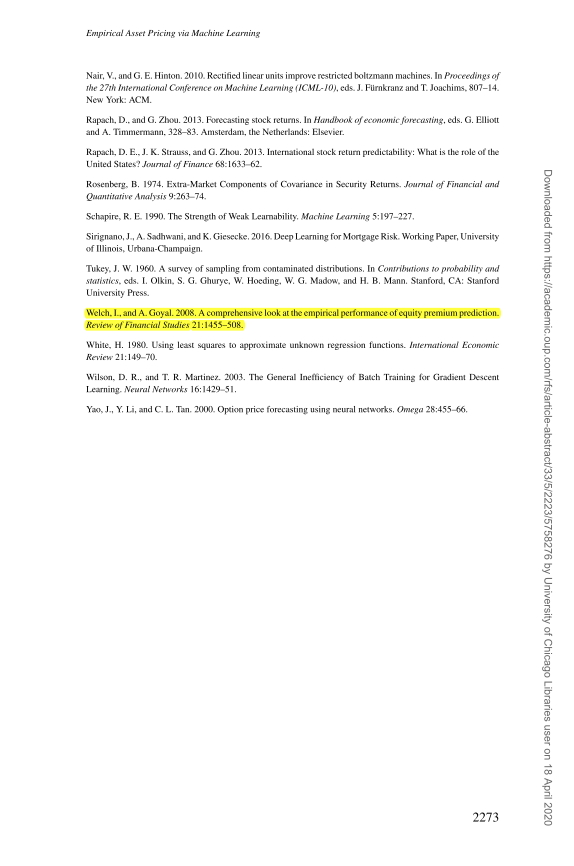 Empirical Asset Pricing via Machine Learning
Nair, V., and G. E. Hinton. 2010. Rectified linear units improve restricted boltzmann machines. In Proceedings of
the 27th International Conference on Machine Learning (ICML-10), eds. J. Fürnkranz and T. Joachims, 807–14.
New York: ACM.
Rapach, D., and G. Zhou. 2013. Forecasting stock returns. In Handbook of economic forecasting, eds. G. Elliott
and A. Timmermann, 328–83. Amsterdam, the Netherlands: Elsevier.
Rapach, D. E., J. K. Strauss, and G. Zhou. 2013. International stock return predictability: What is the role of the
United States? Journal of Finance 68:1633–62.
Rosenberg, B. 1974. Extra-Market Components of Covariance in Security Returns. Journal of Financial and
Quantitative Analysis 9:263–74.
Schapire, R. E. 1990. The Strength of Weak Learnability. Machine Learning 5:197–227.
Sirignano, J., A. Sadhwani, and K. Giesecke. 2016. Deep Learning for Mortgage Risk. Working Paper, University
of Illinois, Urbana-Champaign.
Tukey, J. W. 1960. A survey of sampling from contaminated distributions. In Contributions to probability and
statistics, eds. I. Olkin, S. G. Ghurye, W. Hoeding, W. G. Madow, and H. B. Mann. Stanford, CA: Stanford
University Press.
Welch, I., and A. Goyal. 2008. A comprehensive look at the empirical performance of equity premium prediction.
Review of Financial Studies 21:1455–508.
White, H. 1980. Using least squares to approximate unknown regression functions. International Economic
Review 21:149–70.
Wilson, D. R., and T. R. Martinez. 2003. The General Inefficiency of Batch Training for Gradient Descent
Learning. Neural Networks 16:1429–51.
Yao, J., Y. Li, and C. L. Tan. 2000. Option price forecasting using neural networks. Omega 28:455–66.
Downloaded from https://academic.oup.com/rfs/article-abstract/33/5/2223/5758276 by University of Chicago Libraries user on 18 April 2020
2273